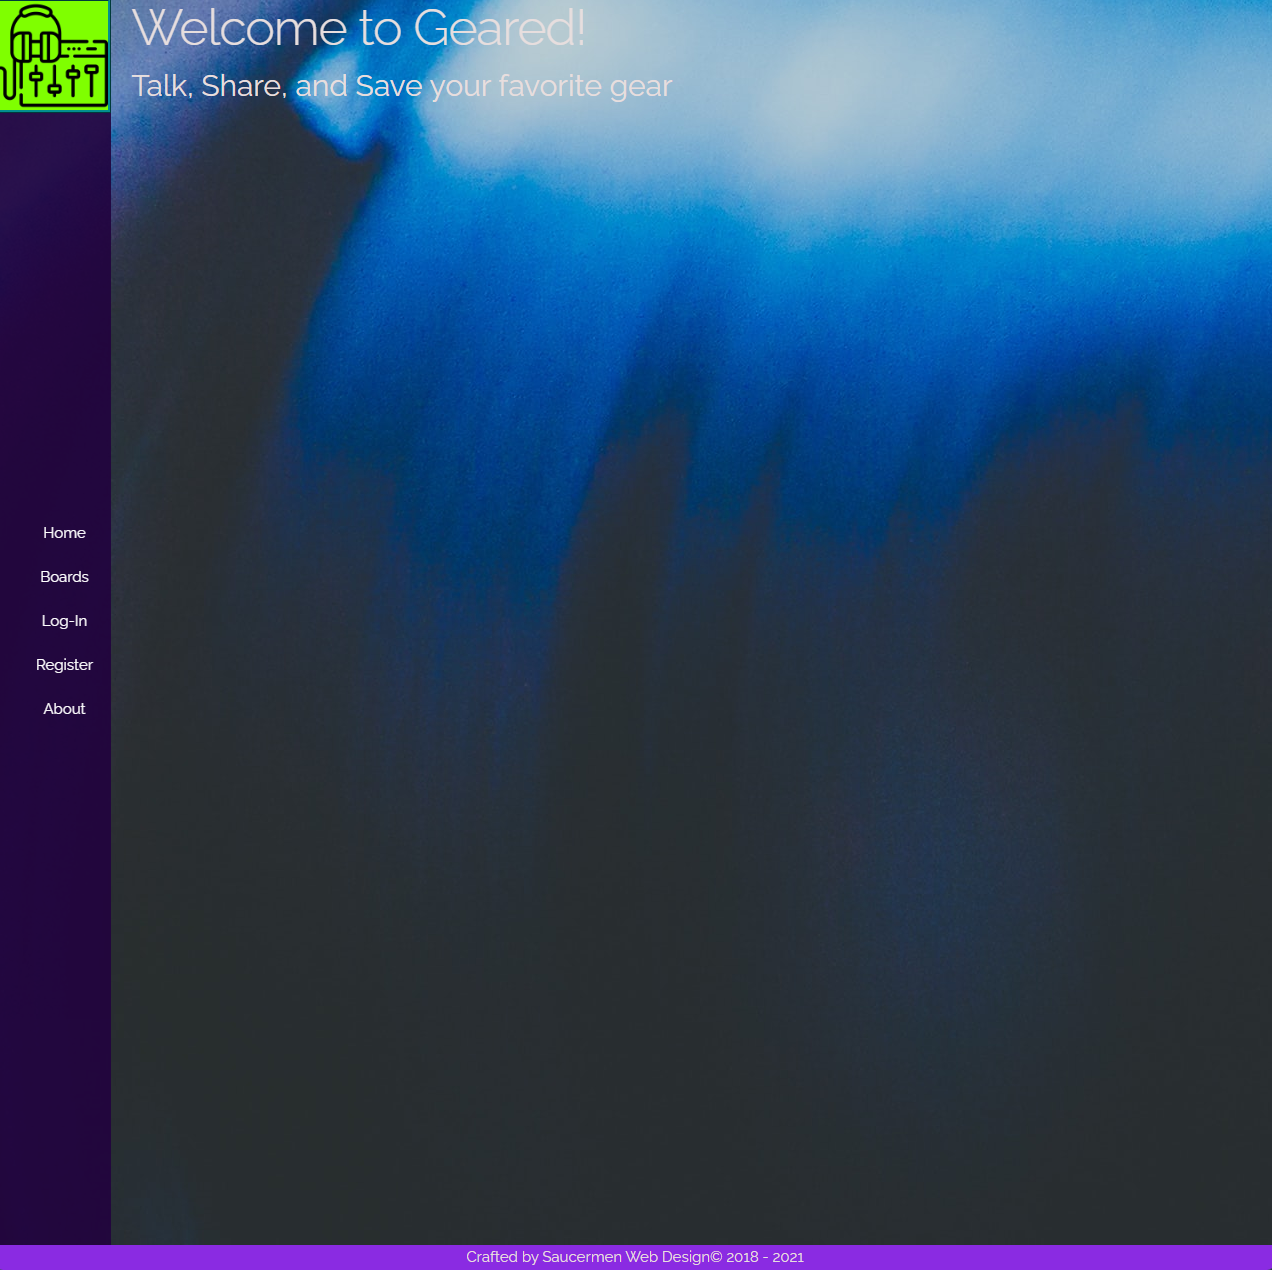 Welcome to Geared!
Talk, Share, and Save your favorite gear
Home
Boards
Log-In
Register
About
Crafted by Saucermen Web Design© 2018 - 2021